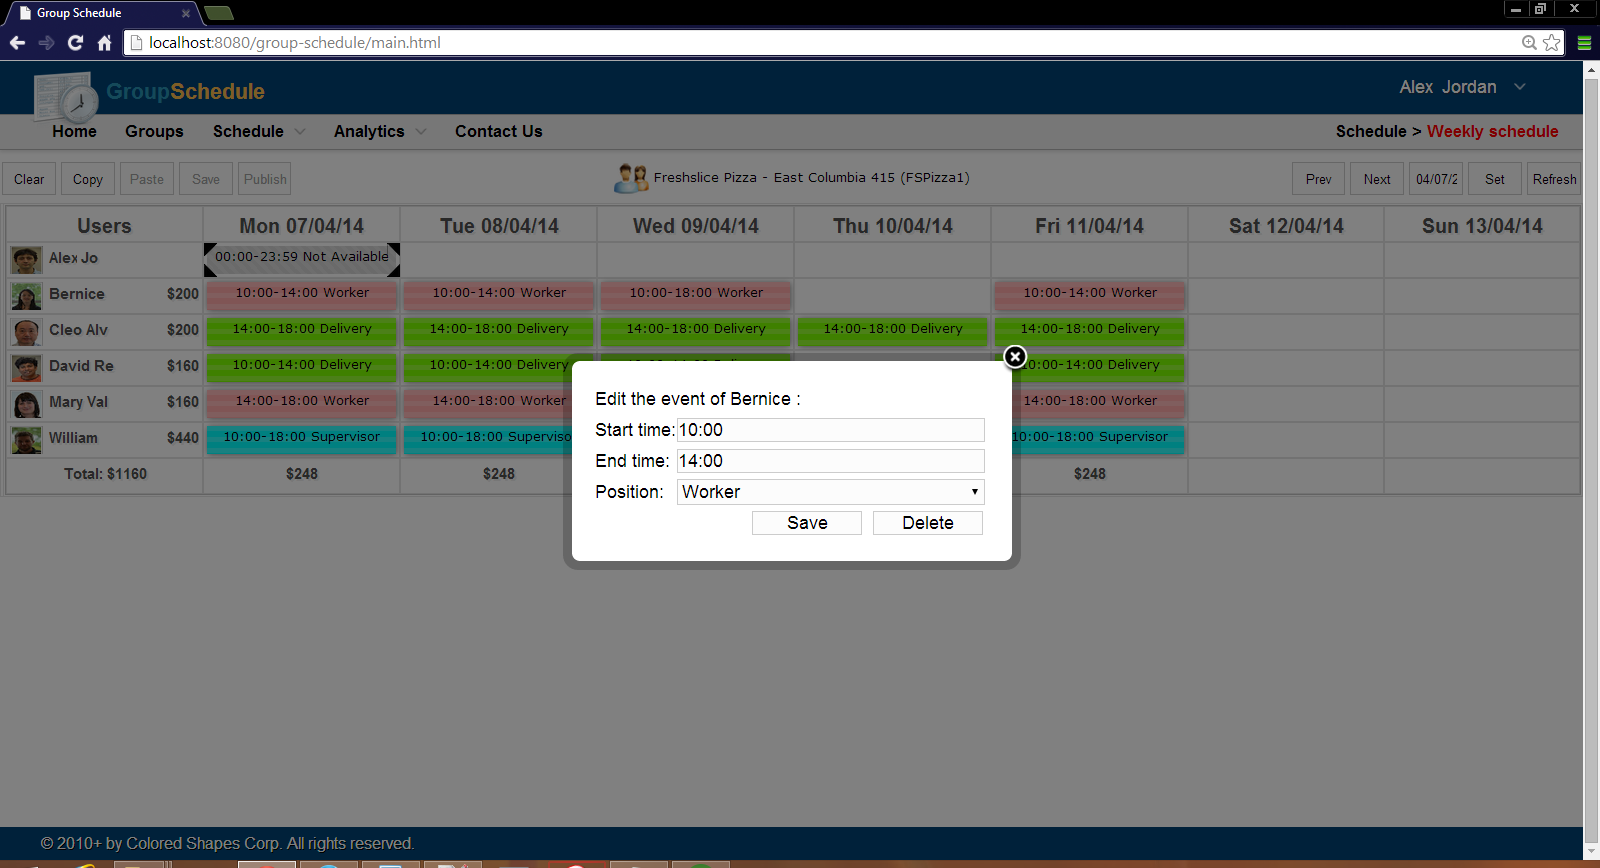 Group Schedule
localhost:8080/group-schedule/main.html
GroupSchedule
Alex Jordan
Home Groups Schedule Analytics Contact Us
Schedule > Weekly schedule
Clear Copy Paste Save Publish
Freshslice Pizza - East Columbia 415 (FSPizza1)
Prev Next 04/07/2 Set Refresh
Users Mon 07/04/14 Tue 08/04/14 Wed 09/04/14 Thu 10/04/14 Fri 11/04/14 Sat 12/04/14 Sun 13/04/14
Alex Jo 00:00-23:59 Not Available
Bernice $200 10:00-14:00 Worker 10:00-14:00 Worker 10:00-18:00 Worker 10:00-14:00 Worker
Cleo Alv $200 14:00-18:00 Delivery 14:00-18:00 Delivery 14:00-18:00 Delivery 14:00-18:00 Delivery 14:00-18:00 Delivery
David Re $160 10:00-14:00 Delivery 10:00-14:00 Delivery 10:00-14:00 Delivery
Mary Val $160 14:00-18:00 Worker 14:00-18:00 Worker 14:00-18:00 Worker
William $440 10:00-18:00 Supervisor 10:00-18:00 Superviso 10:00-18:00 Supervisor
Total: $1160 $248 $248 $248
Edit the event of Bernice :
Start time: 10:00
End time: 14:00
Position: Worker
Save Delete
© 2010+ by Colored Shapes Corp. All rights reserved.